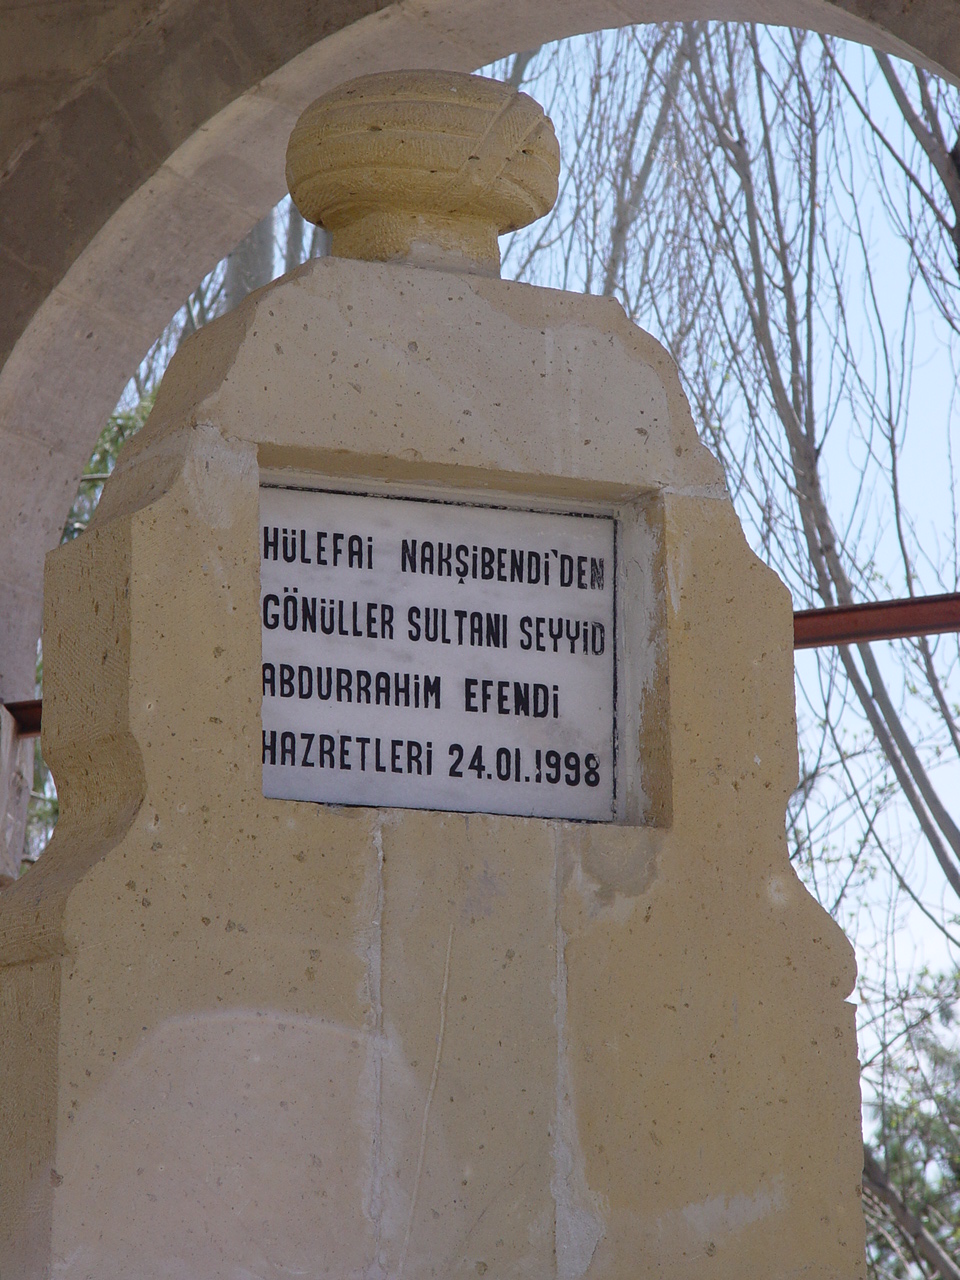 HÜLEFAİ NAKŞİBENDİ'DEN
GÖNÜLLER SULTANI SEYYİD
ABDURRAHİM EFENDİ
HAZRETLERİ 24.01.1998